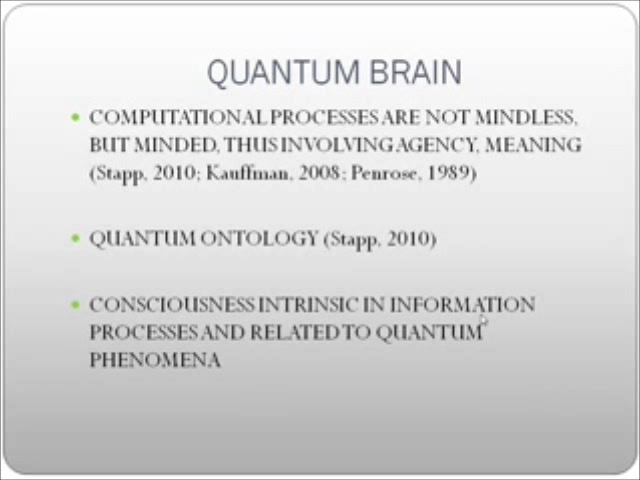 QUANTUM BRAIN
COMPUTATIONAL PROCESSES ARE NOT MINDLESS,
BUT MINDED, THUS INVOLVING AGENCY, MEANING
(Stapp, 2010; Kauffman, 2008; Penrose, 1989)
QUANTUM ONTOLOGY (Stapp, 2010)
CONSCIOUSNESS INTRINSIC IN INFORMATION
PROCESSES AND RELATED TO QUANTUM
PHENOMENA